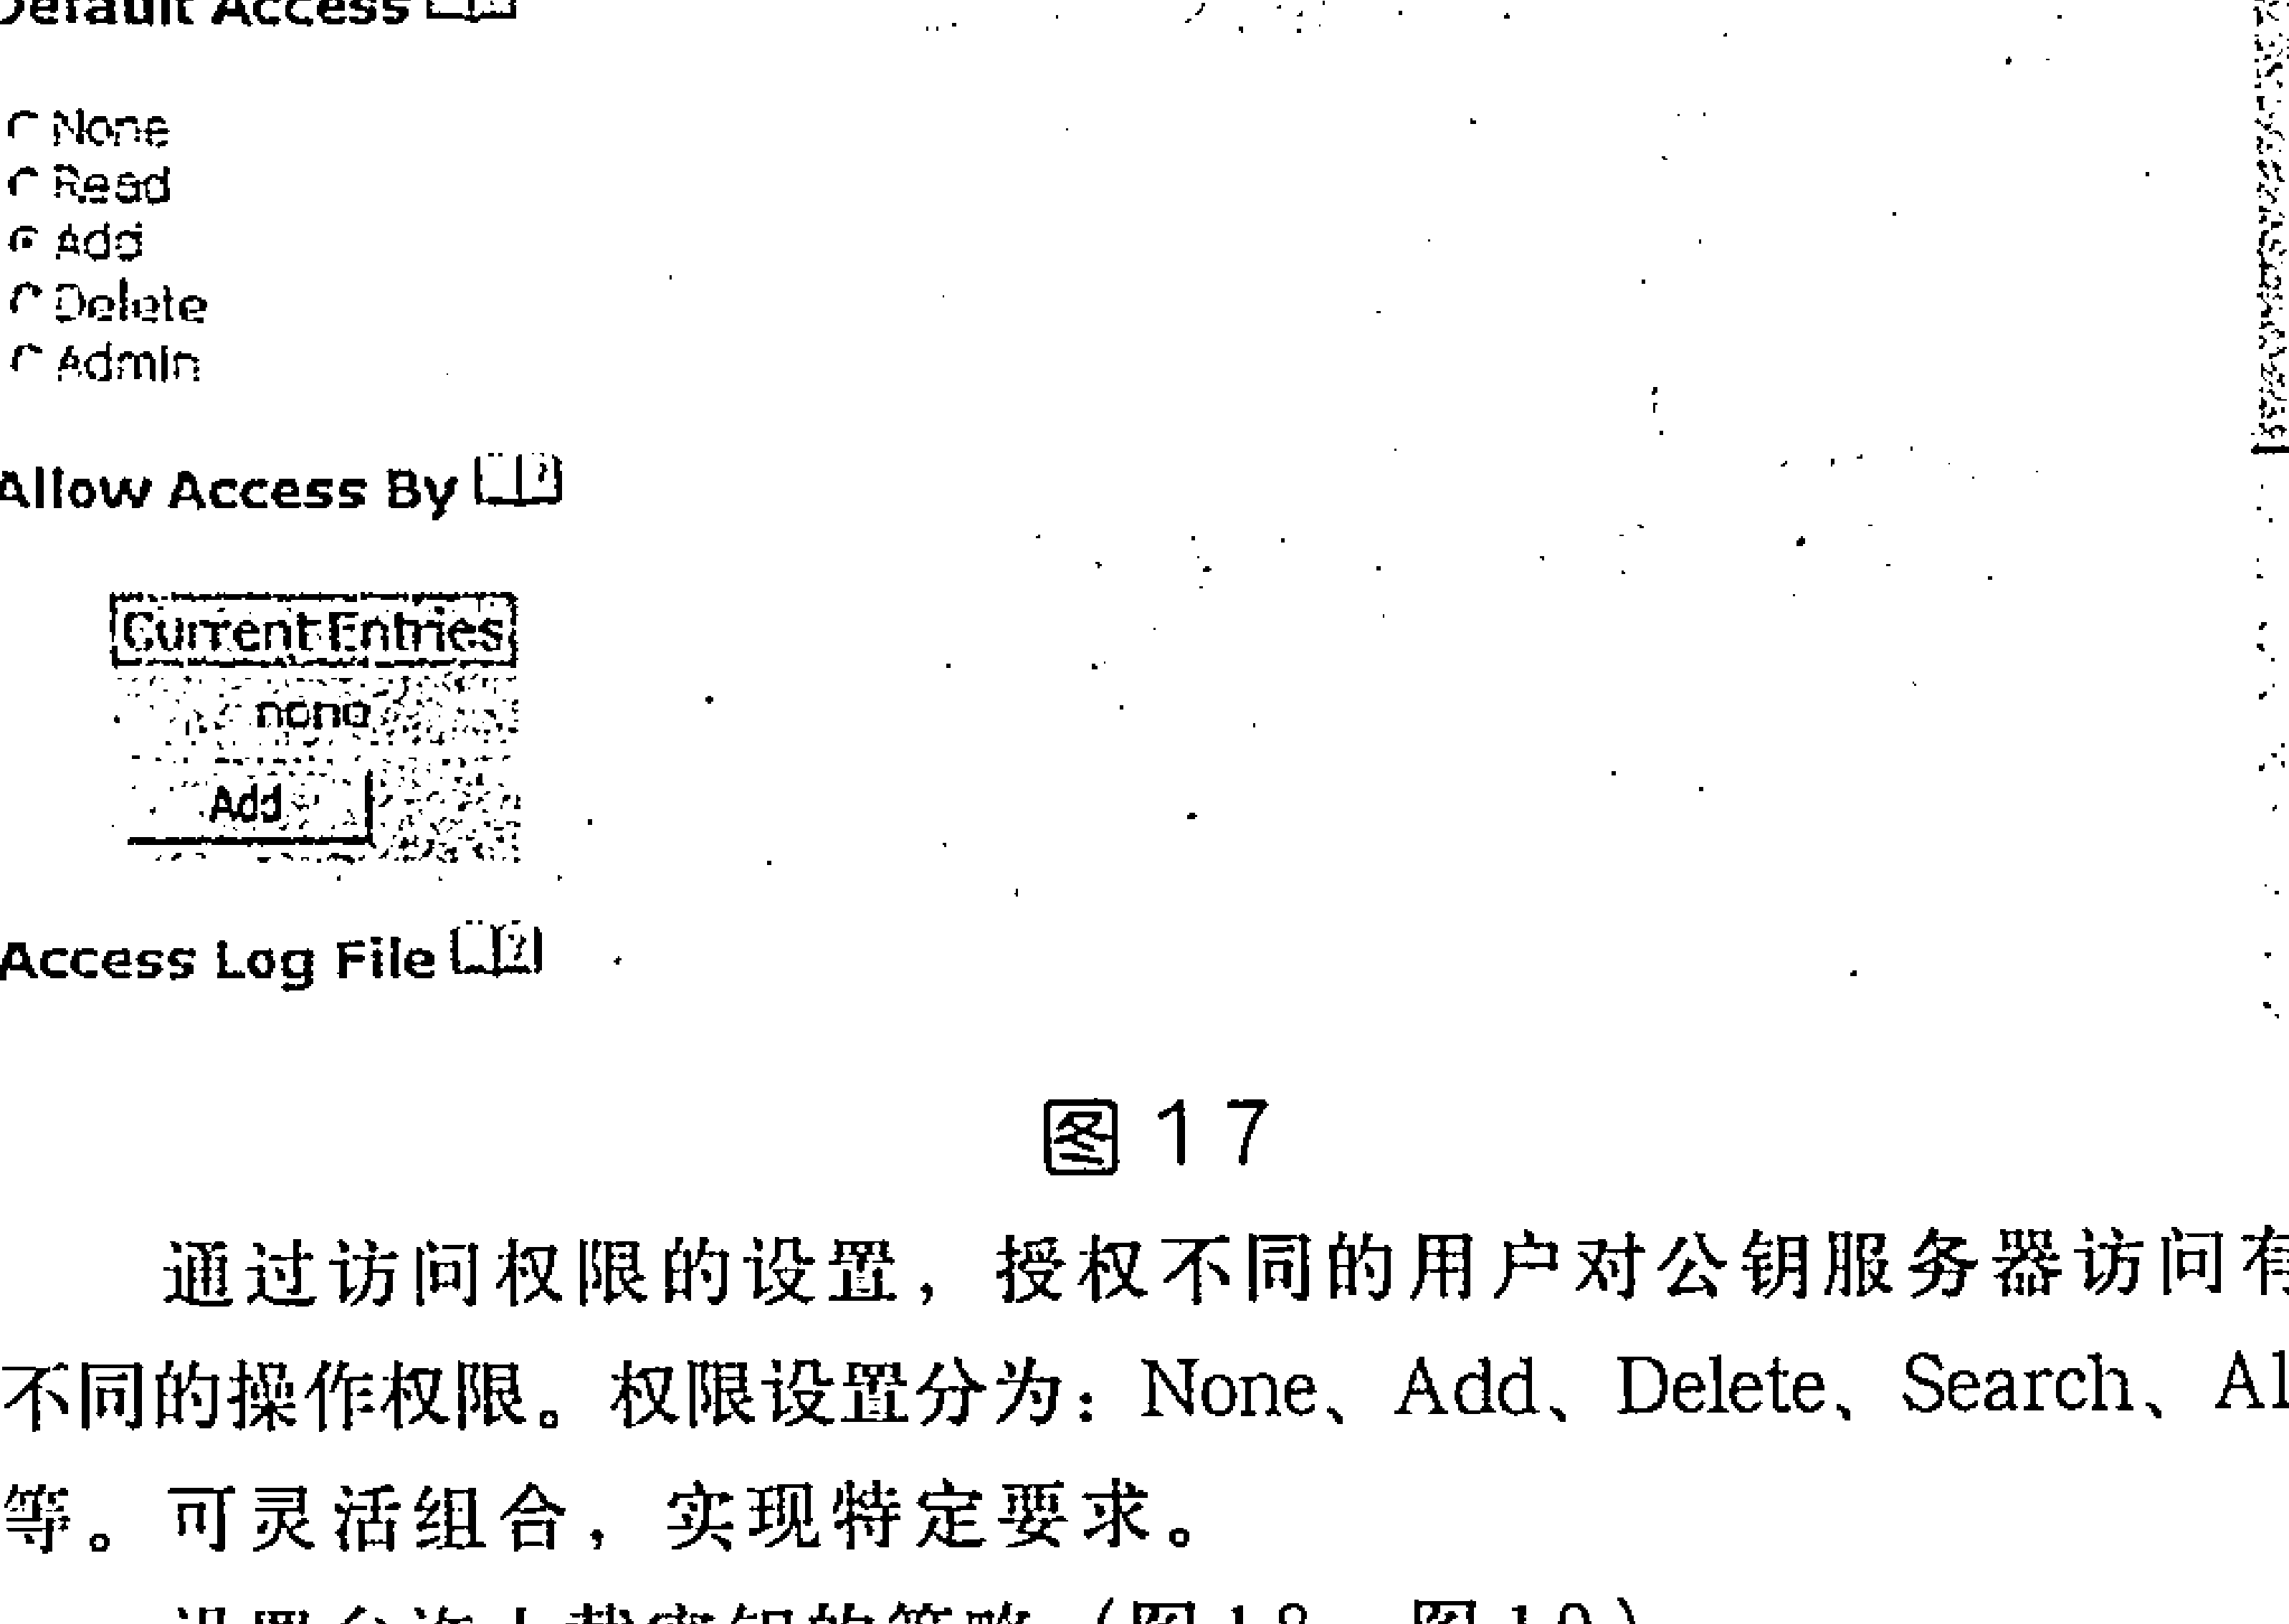 Default Access
None
Read
Add
Delete
Admin
Allow Access By
Current Entries
none
Add
Access Log File
图17
通过访问权限的设置，授权不同的用户对公钥服务器访问有
不同的操作权限。权限设置分为：None、Add、Delete、Search、Al
等。可灵活组合，实现特定要求。